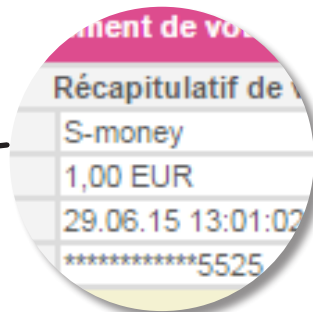 ment de vo
Récapitulatif de
S-money
1,00 EUR
29.06.15 13:01:02
************5525